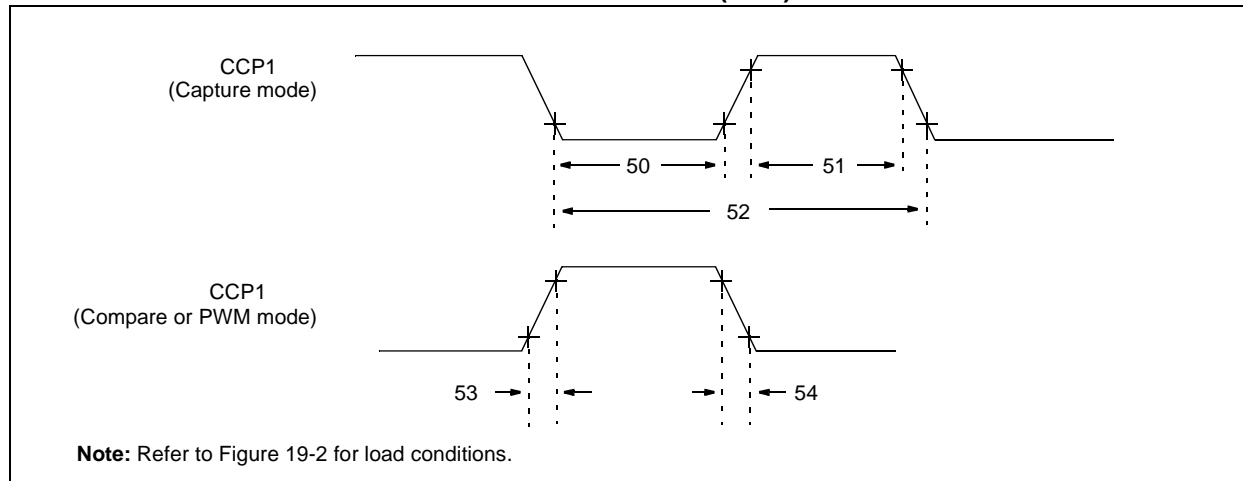 CCP1
(Capture mode)
50
51
52
CCP1
(Compare or PWM mode)
53
54
Note: Refer to Figure 19-2 for load conditions.